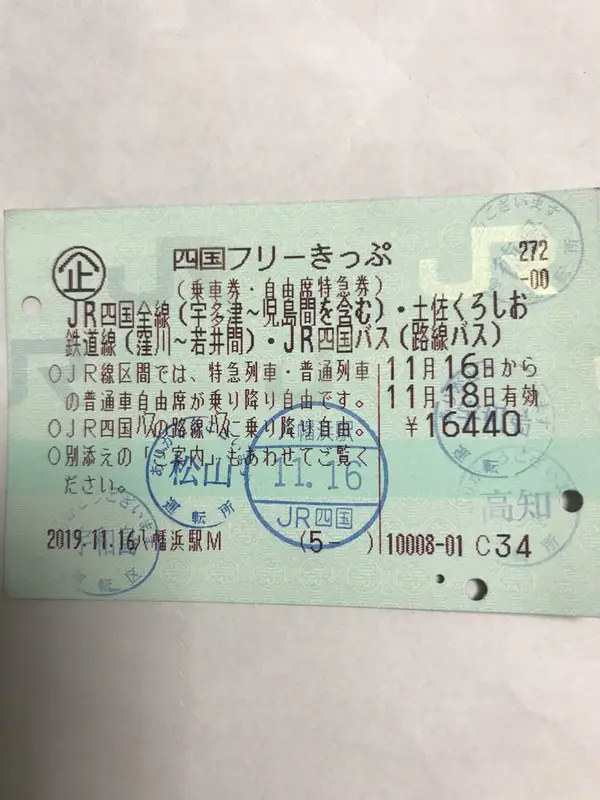 企
四国フリーきっぷ
272
-00
(乗車券・自由席特急券)
JR四国全線(宇多津~児島間を含む)・土佐くろしお
鉄道線(窪川~若井間)・JR四国バス(路線バス)
○JR線区間では、特急列車・普通列車
の普通車自由席が乗り降り自由です。
○JR四国バスの路線バスに乗り降り自由。
○別添えの「ご案内」もあわせてご覧く
ださい。
11月16日から
11月18日有効
¥16440
松山
運転所
八幡浜駅
11.16
JR四国
高知
2019.11.16八幡浜駅M
(5- )
10008-01
C34